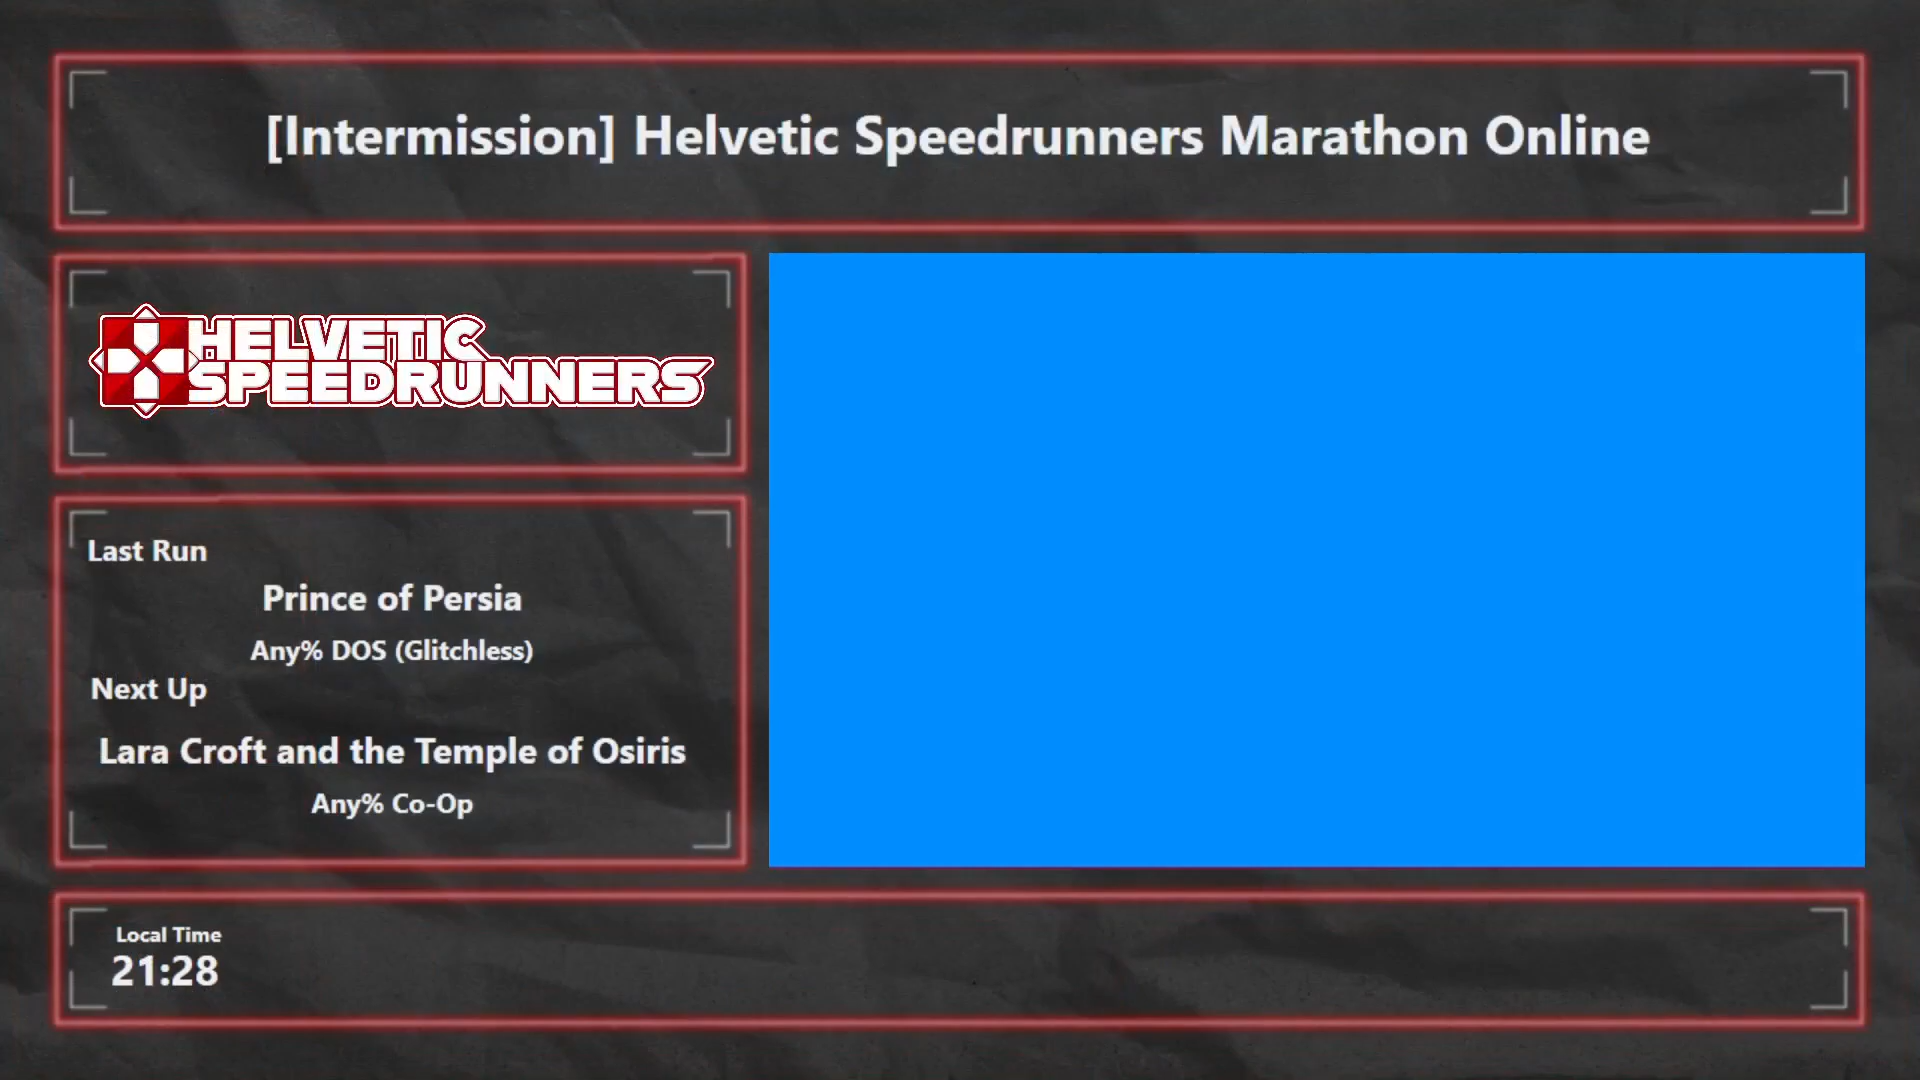 [Intermission] Helvetic Speedrunners Marathon Online
HELVETIC
SPEEDRUNNERS
Last Run
Prince of Persia
Any% DOS (Glitchless)
Next Up
Lara Croft and the Temple of Osiris
Any% Co-Op
Local Time
21:28